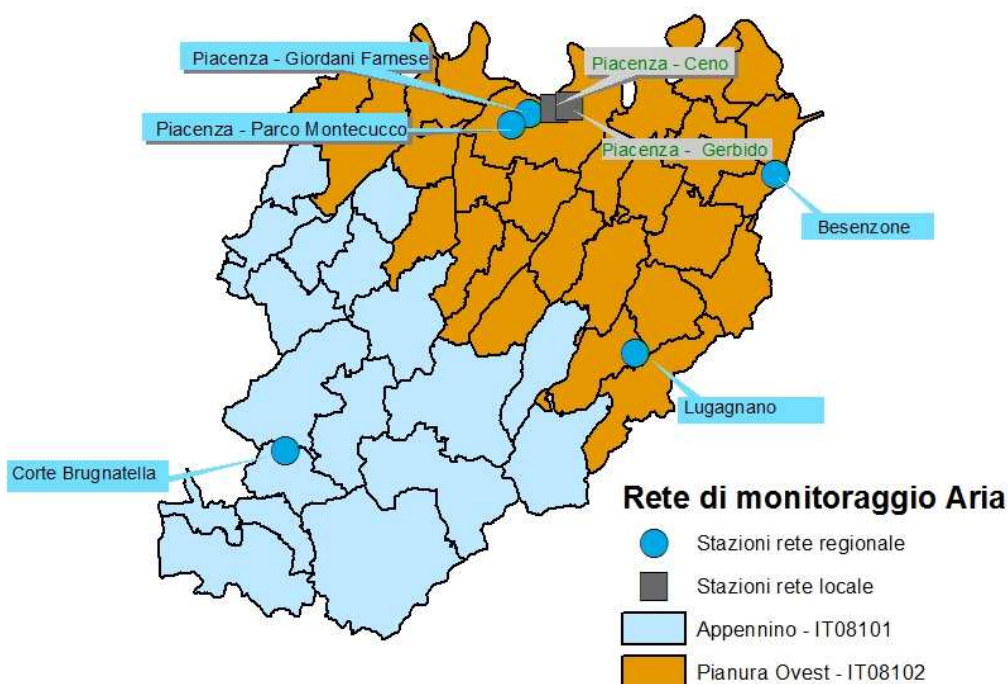 Piacenza - Giordani Farnese
Piacenza - Ceno
Piacenza - Parco Montecucco
Piacenza - Gerbido
Besenzone
Lugagnano
Corte Brugnatella
Rete di monitoraggio Aria
Stazioni rete regionale
Stazioni rete locale
Appennino - IT08101
Pianura Ovest - IT08102